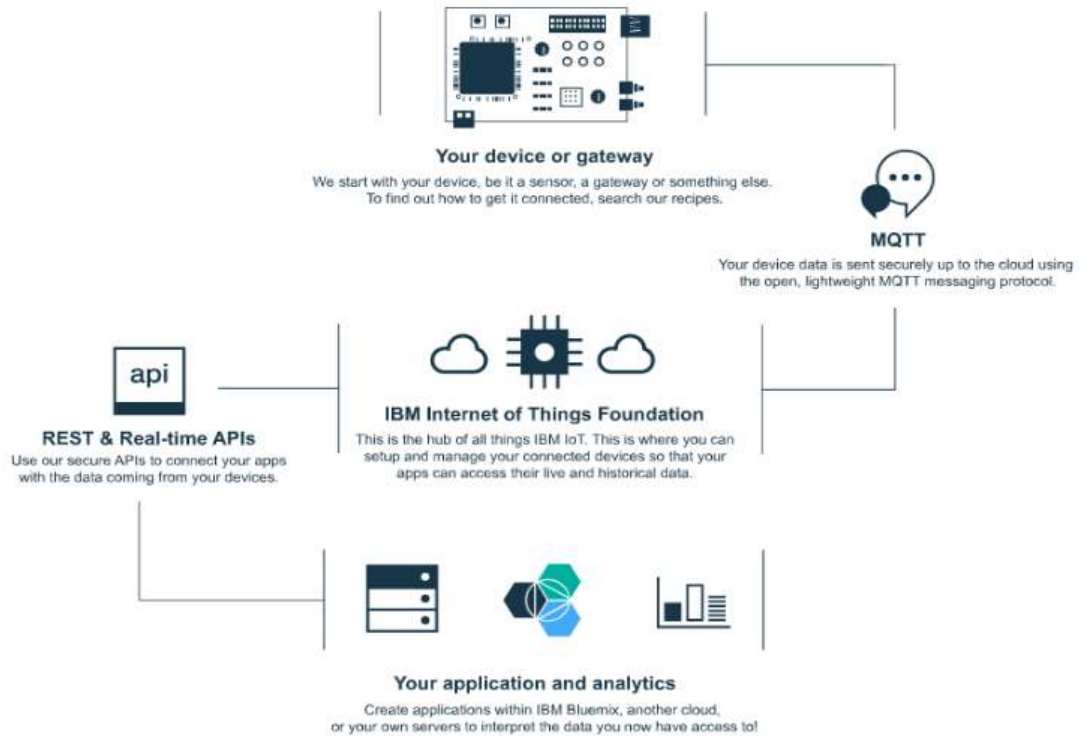 Your device or gateway
We start with your device, be it a sensor, a gateway or something else.
To find out how to get it connected, search our recipes.
MQTT
Your device data is sent securely up to the cloud using
the open, lightweight MQTT messaging protocol.
IBM Internet of Things Foundation
This is the hub of all things IBM IoT. This is where you can
setup and manage your connected devices so that your
apps can access their live and historical data.
api
REST & Real-time APIs
Use our secure APIs to connect your apps
with the data coming from your devices.
Your application and analytics
Create applications within IBM Bluemix, another cloud,
or your own servers to interpret the data you now have access to!